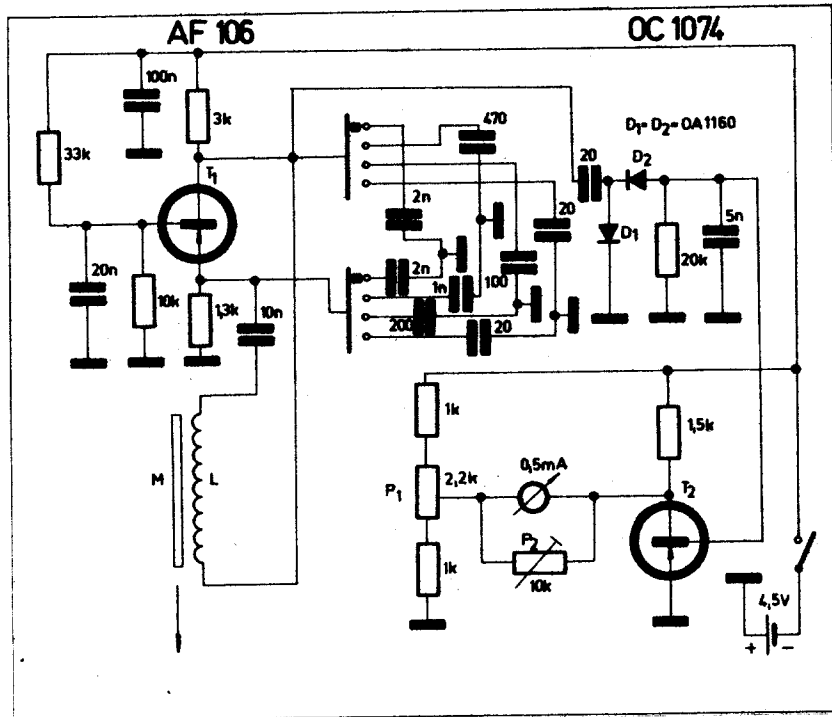 AF 106
OC 1074
100n
3k
33k
T1
20n
10k
1,3k
10n
M
L
470
2n
20
2n
1n
100
200
20
D1=D2=OA1160
20
D2
D1
20k
5n
1k
P1
2,2k
1k
0,5mA
P2
10k
1,5k
T2
4,5V
+
-